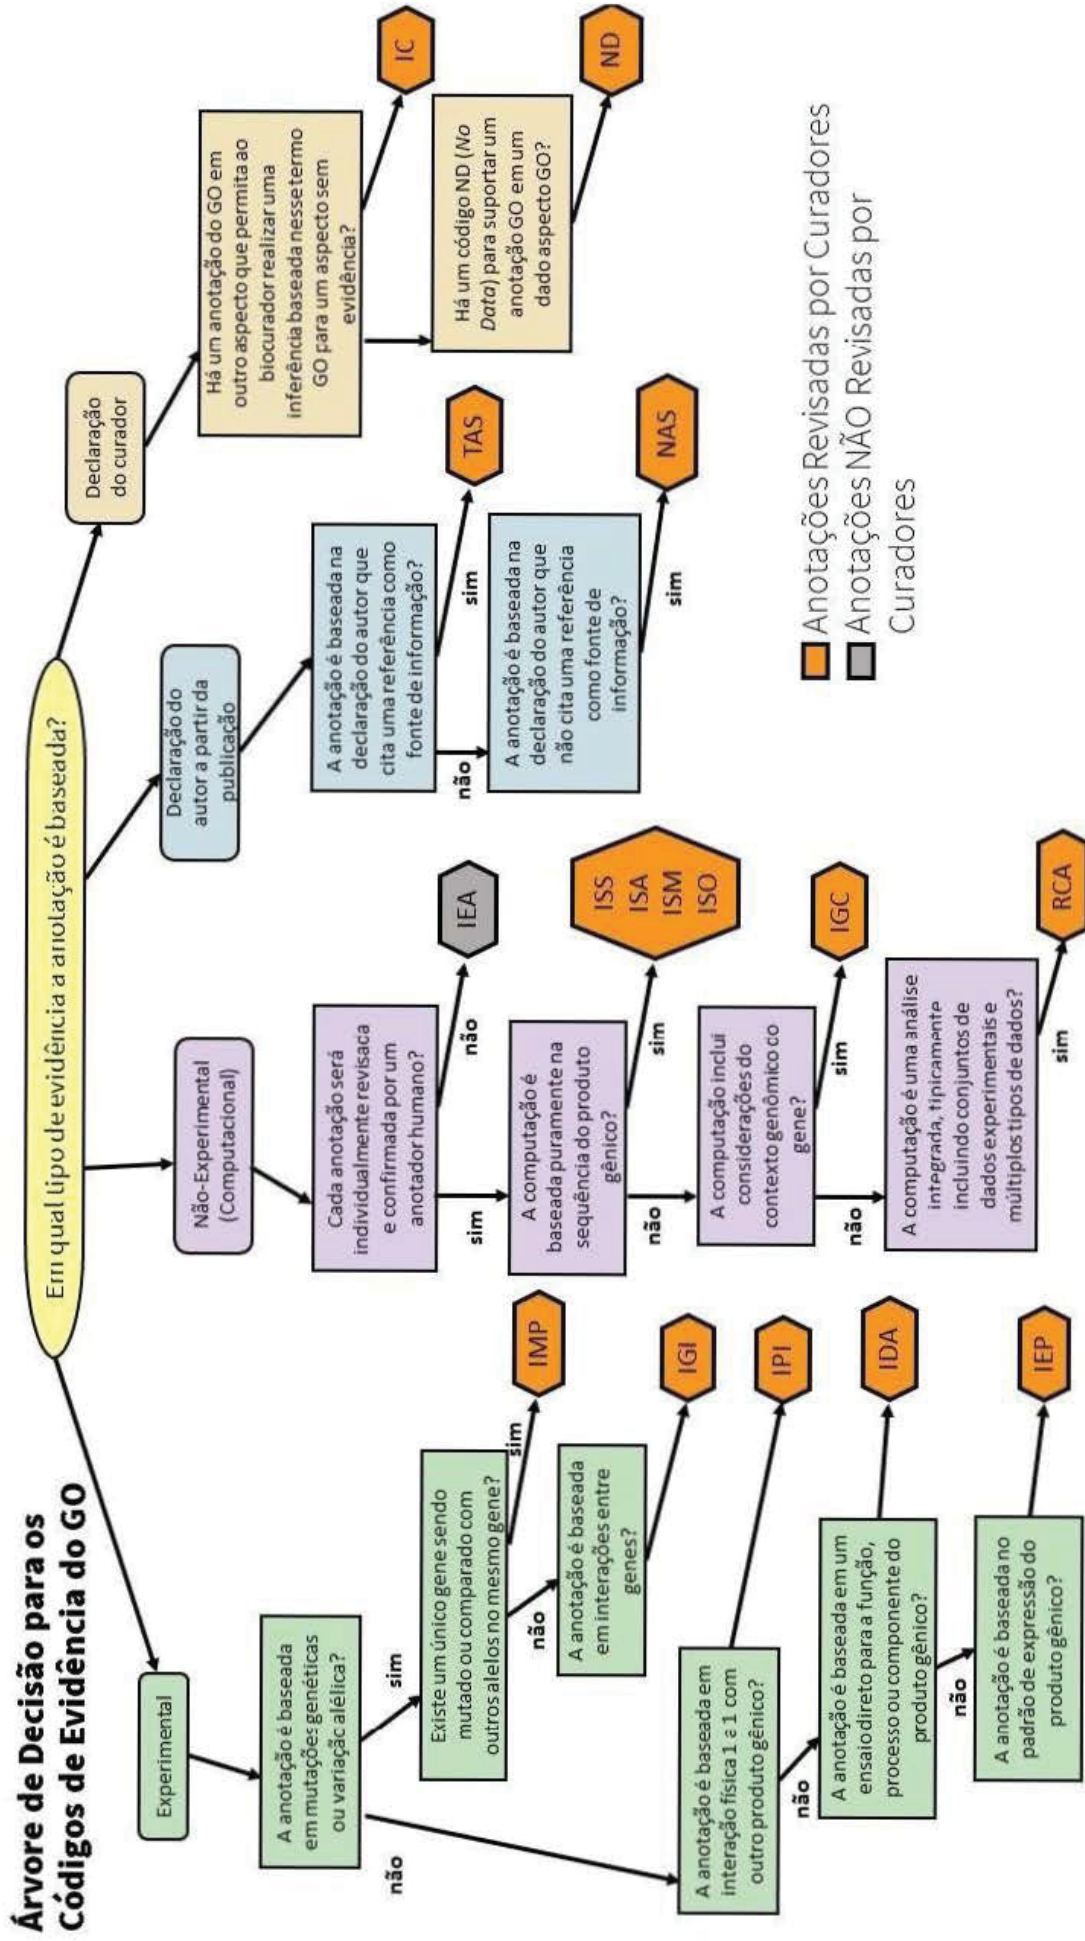 Árvore de Decisão para os
Códigos de Evidência do GO
Em qual tipo de evidência a anotação é baseada?
Experimental
A anotação é baseada
em mutações genéticas
ou variação alélica?
sim
não
Existe um único gene sendo
mutado ou comparado com
outros alelos no mesmo gene?
sim
IMP
não
A anotação é baseada
em interações entre
genes?
IGI
A anotação é baseada em
interação física 1 a 1 com
outro produto gênico?
IPI
não
A anotação é baseada em um
ensaio direto para a função,
processo ou componente do
produto gênico?
IDA
não
A anotação é baseada no
padrão de expressão do
produto gênico?
IEP
Não-Experimental
(Computacional)
Cada anotação será
individualmente revisaca
e confirmada por um
anotador humano?
não
IEA
sim
A computação é
baseada puramente na
sequência do produto
gênico?
sim
ISS
ISA
ISM
ISO
não
A computação inclui
considerações do
contexto genômico co
gene?
sim
IGC
não
A computação é uma análise
integrada, tipicamente
incluindo conjuntos de
dados experimentais e
múltiplos tipos de dados?
sim
RCA
Declaração do
autor a partir da
publicação
A anotação é baseada na
declaração do autor que
cita uma referência como
fonte de informação?
sim
TAS
não
A anotação é baseada na
declaração do autor que
não cita uma referência
como fonte de
informação?
sim
NAS
Declaração
do curador
Há um anotação do GO em
outro aspecto que permita ao
biocurador realizar uma
inferência baseada nesse termo
GO para um aspecto sem
evidência?
IC
Há um código ND (No
Data) para suportar um
anotação GO em um
dado aspecto GO?
ND
Anotações Revisadas por Curadores
Anotações NÃO Revisadas por
Curadores